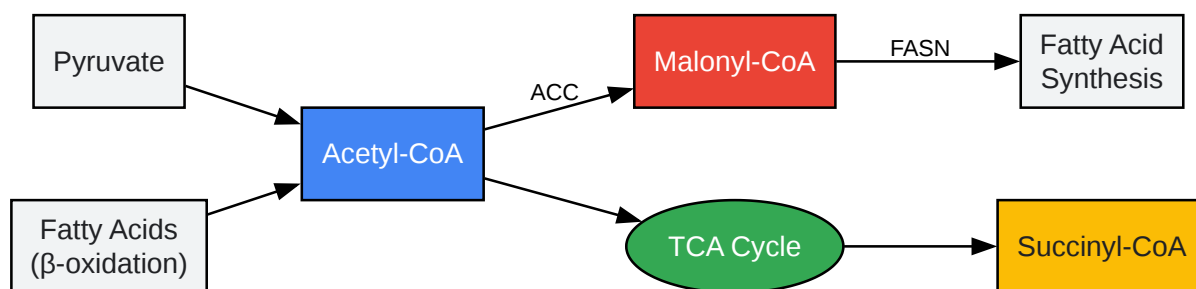 Pyruvate
Fatty Acids
(β-oxidation)
Acetyl-CoA
ACC
Malonyl-CoA
FASN
Fatty Acid
Synthesis
TCA Cycle
Succinyl-CoA